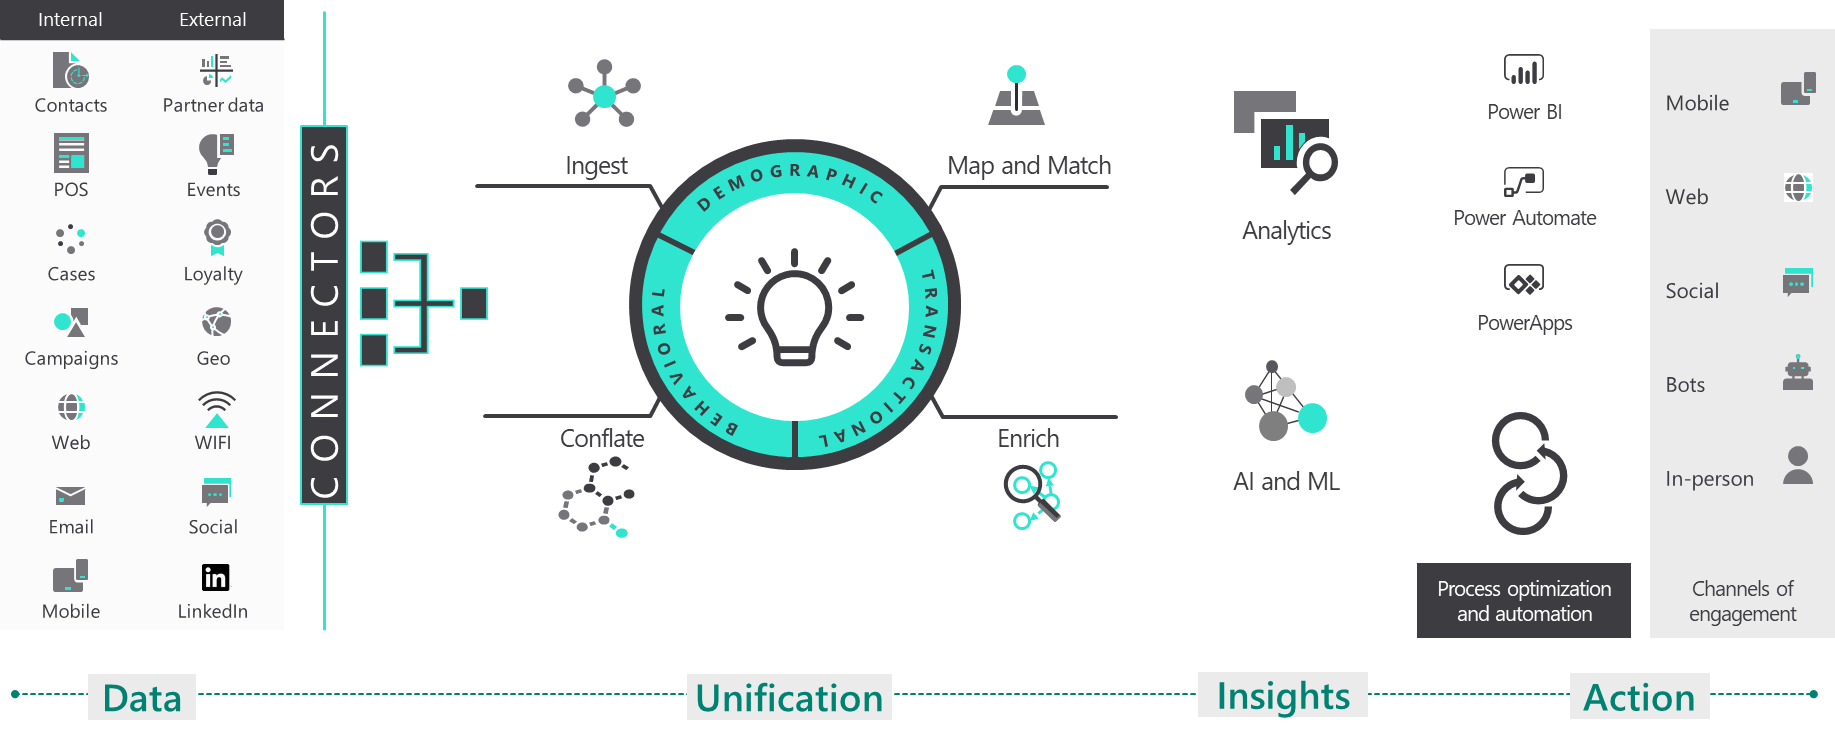 Internal External
Contacts Partner data
POS Events
Cases Loyalty
Campaigns Geo
Web WIFI
Email Social
Mobile LinkedIn
in
CONNECTORS
Ingest
Map and Match
DEMOGRAPHIC
TRANSACTIONAL
BEHAVIORAL
Conflate
Enrich
Analytics
AI and ML
Power BI
Power Automate
PowerApps
Process optimization
and automation
Mobile
Web
Social
Bots
In-person
Channels of
engagement
Data
Unification
Insights
Action